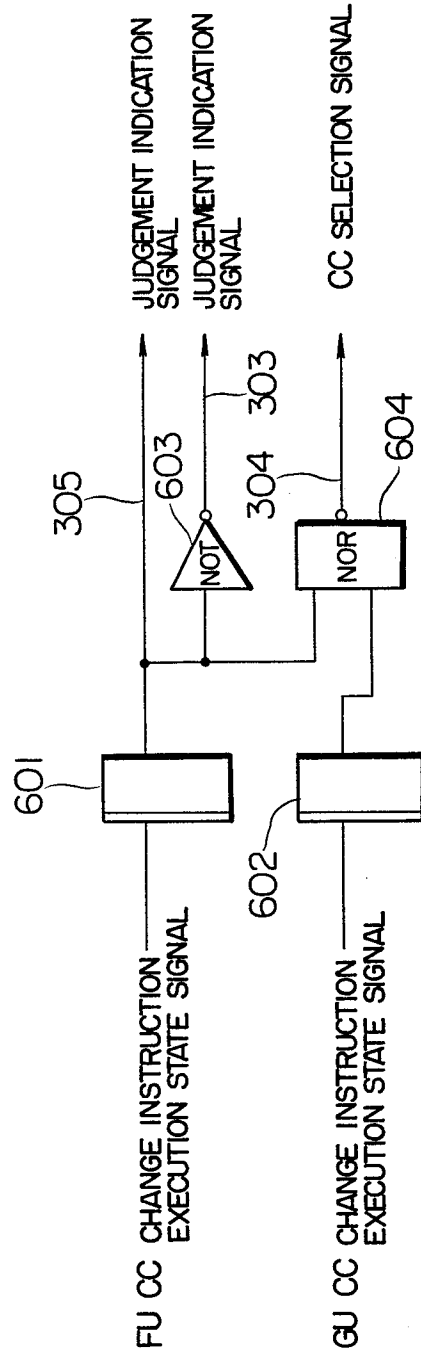 FU CC CHANGE INSTRUCTION
EXECUTION STATE SIGNAL
601
305
JUDGEMENT INDICATION
SIGNAL
603
NOT
303
JUDGEMENT INDICATION
SIGNAL
GU CC CHANGE INSTRUCTION
EXECUTION STATE SIGNAL
602
NOR
304
604
CC SELECTION SIGNAL